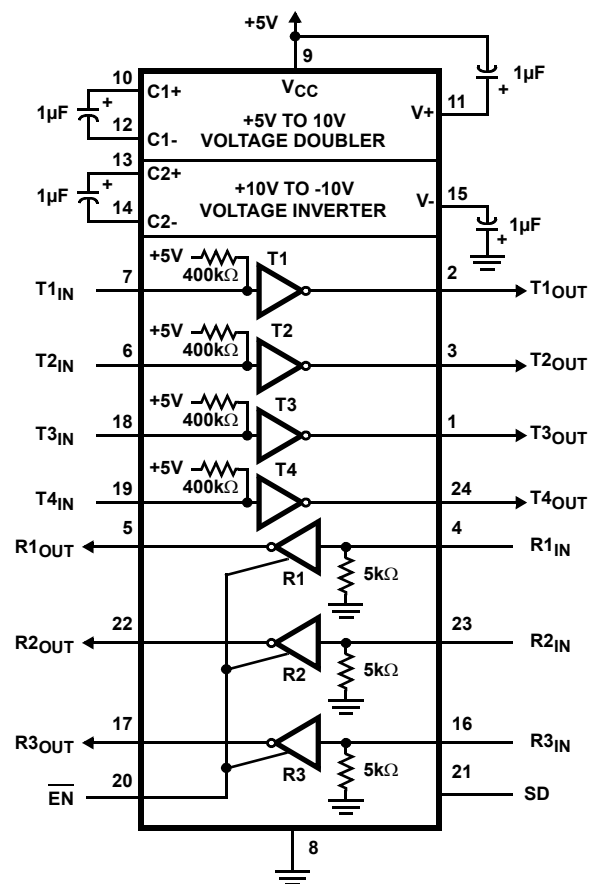 +5V
9
10
1µF
+
12
C1+
C1-
VCC
+5V TO 10V
VOLTAGE DOUBLER
V+
11
1µF
+
13
1µF
+
14
C2+
C2-
+10V TO -10V
VOLTAGE INVERTER
V-
15
1µF
+
+5V
400kΩ
T1
T1IN
7
2
T1OUT
+5V
400kΩ
T2
T2IN
6
3
T2OUT
+5V
400kΩ
T3
T3IN
18
1
T3OUT
+5V
400kΩ
T4
T4IN
19
24
T4OUT
R1OUT
5
R1
4
R1IN
5kΩ
R2OUT
22
R2
23
R2IN
5kΩ
R3OUT
17
R3
16
R3IN
5kΩ
EN
20
21
SD
8